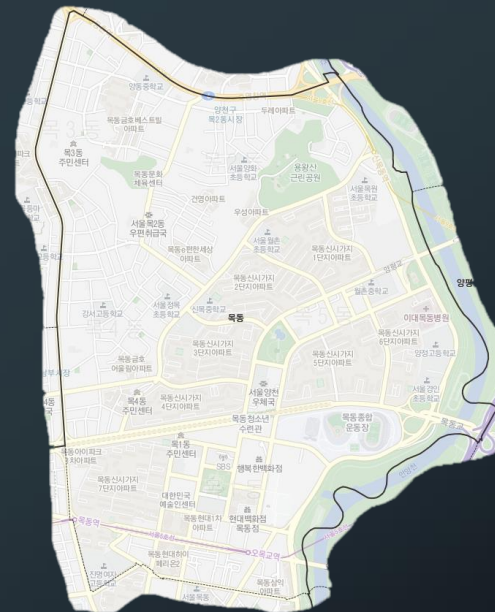 양동중학교
양천구
목2동시장
두레아파트
목동금호베스트빌
아파트
목3동
주민센터
서울양화
초등학교
용왕산
근린공원
목동문화
체육센터
서울목원
초등학교
건영아파트
우성아파트
서울목2동
우편취급국
목동e편한세상
아파트
서울월촌
초등학교
목동신시가지
1단지아파트
양평교
목동신시가지
2단지아파트
월촌중학교
양평
강서고등학교
서울정목
초등학교
신목중학교
목동
이대목동병원
목동신시가지
3단지아파트
목동신시가지
6단지아파트
양정고등학교
목동금호
어울림아파트
목동신시가지
5단지아파트
서울경인
초등학교
서울양천
우체국
목4동
주민센터
목동신시가지
4단지아파트
목동청소년
수련관
목동종합
운동장
목동교
목1동
주민센터
SBS
행복한백화점
목동신시가지
7단지아파트
안양천
대한민국
예술인센터
목동현대1차
아파트
현대백화점
목동점
목동역
오목교역
목동현대하이
페리온2
진명여자
고등학교
목동삼익
아파트
서울목동